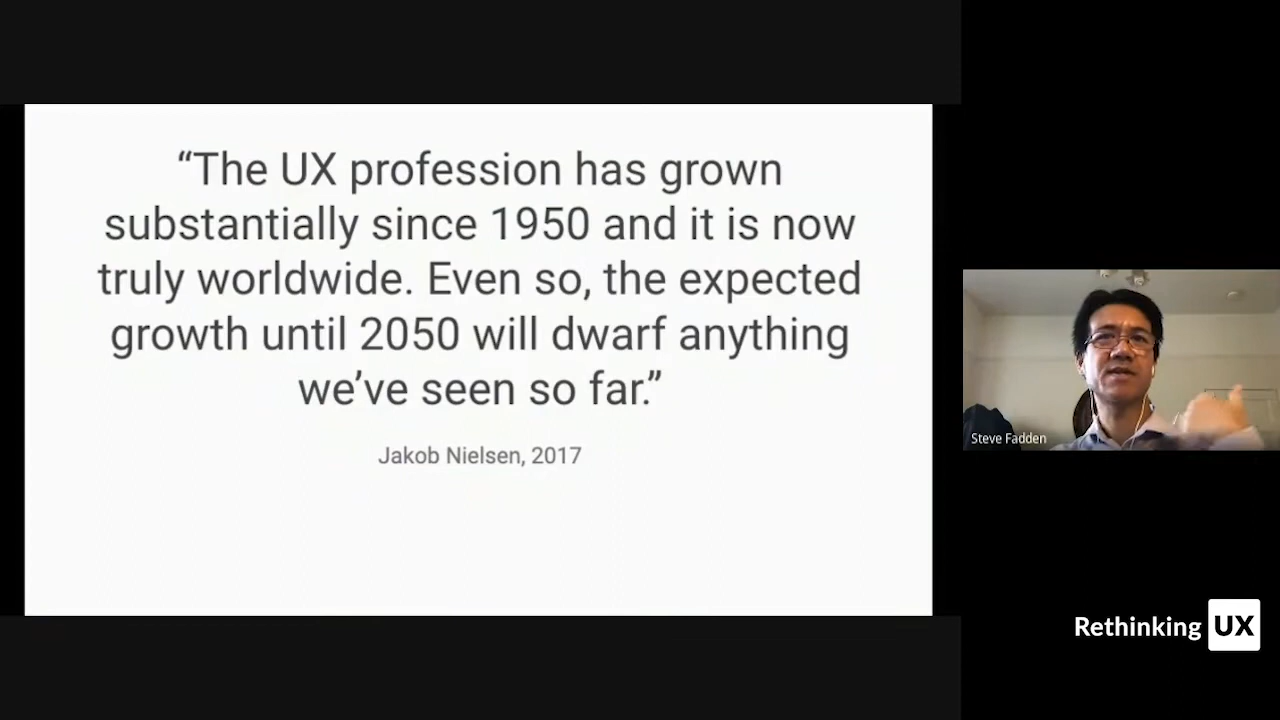 “The UX profession has grown
substantially since 1950 and it is now
truly worldwide. Even so, the expected
growth until 2050 will dwarf anything
we’ve seen so far.”
Jakob Nielsen, 2017
Steve Fadden
Rethinking UX